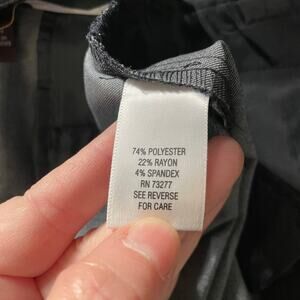 74% POLYESTER
22% RAYON
4% SPANDEX
RN 73277
SEE REVERSE
FOR CARE